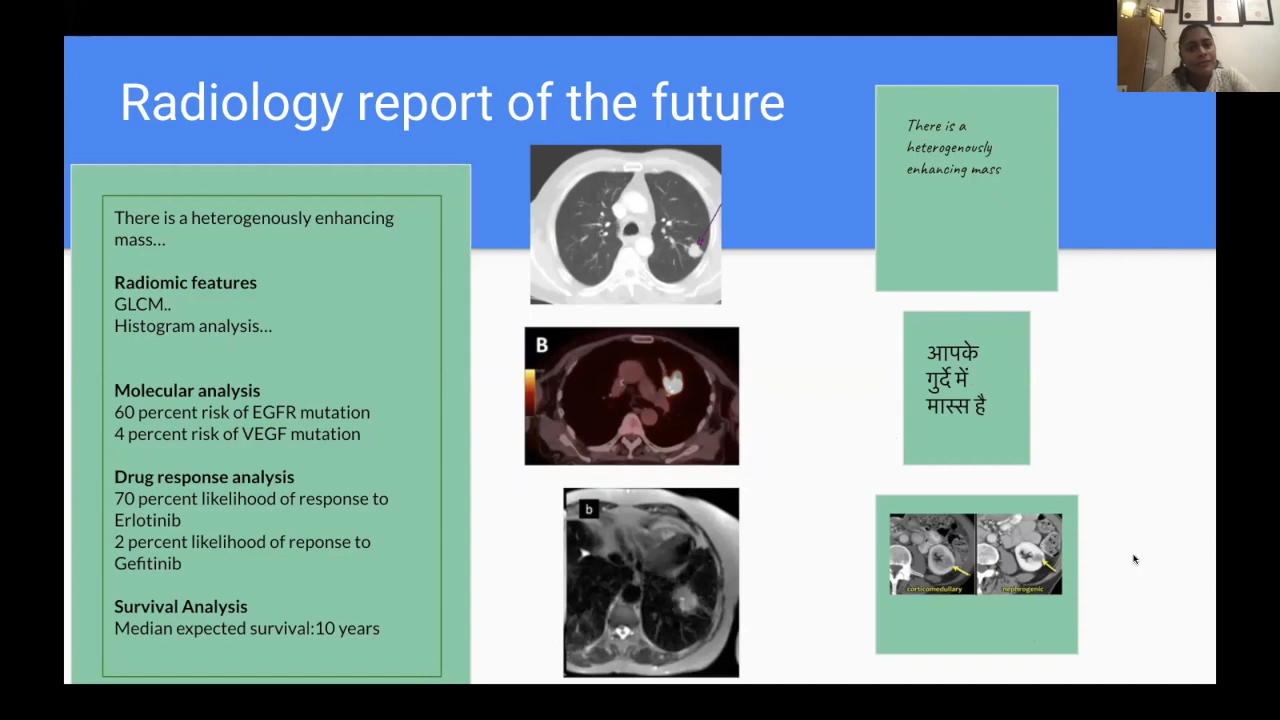 Radiology report of the future
There is a heterogenously enhancing
mass...
Radiomic features
GLCM..
Histogram analysis...
Molecular analysis
60 percent risk of EGFR mutation
4 percent risk of VEGF mutation
Drug response analysis
70 percent likelihood of response to
Erlotinib
2 percent likelihood of reponse to
Gefitinib
Survival Analysis
Median expected survival:10 years
B
b
There is a
heterogenously
enhancing mass
आपके
गुर्दे में
मास्स है
corticomedullary
nephrogenic